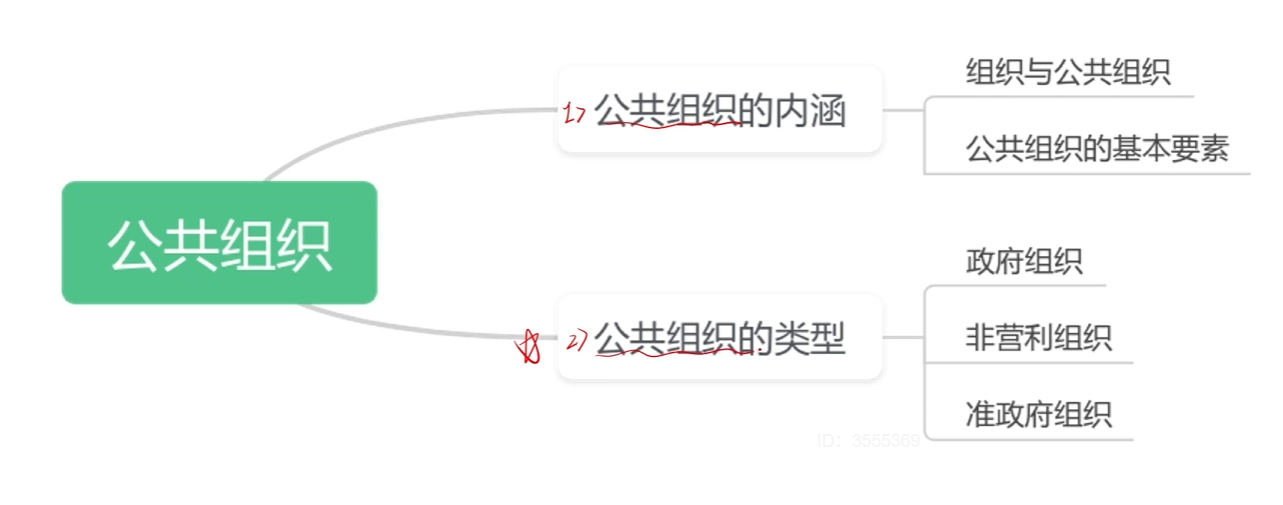 公共组织
1) 公共组织的内涵
组织与公共组织
公共组织的基本要素
2) 公共组织的类型
政府组织
非营利组织
准政府组织
ID: 3555369